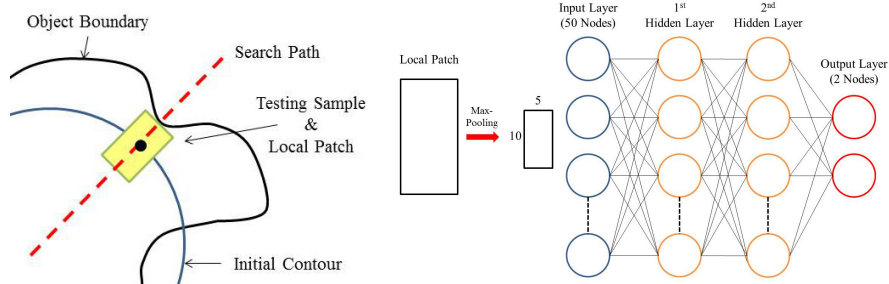 Object Boundary
Search Path
Testing Sample
&
Local Patch
Initial Contour
Local Patch
Max-
Pooling
5
10
Input Layer
(50 Nodes)
1st
Hidden Layer
2nd
Hidden Layer
Output Layer
(2 Nodes)